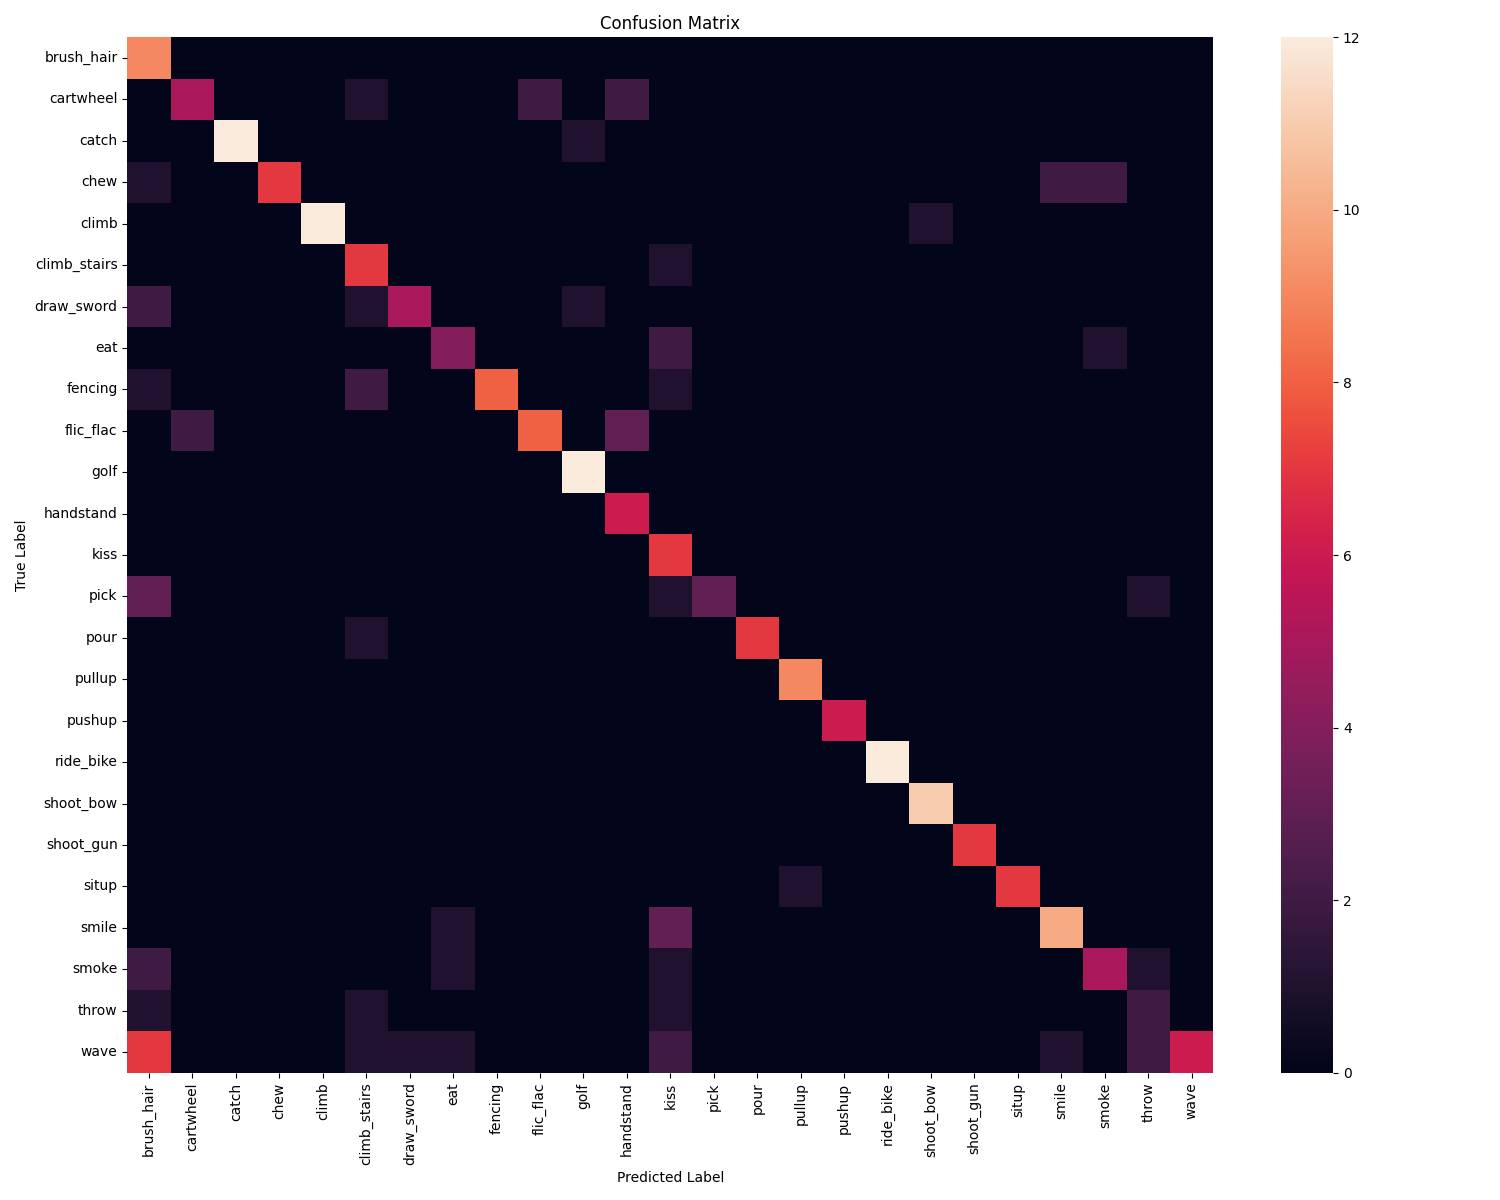 Confusion Matrix
True Label
brush_hair
cartwheel
catch
chew
climb
climb_stairs
draw_sword
eat
fencing
flic_flac
golf
handstand
kiss
pick
pour
pullup
pushup
ride_bike
shoot_bow
shoot_gun
situp
smile
smoke
throw
wave
brush_hair
cartwheel
catch
chew
climb
climb_stairs
draw_sword
eat
fencing
flic_flac
golf
handstand
kiss
pick
pour
pullup
pushup
ride_bike
shoot_bow
shoot_gun
situp
smile
smoke
throw
wave
Predicted Label
12
10
8
6
4
2
0